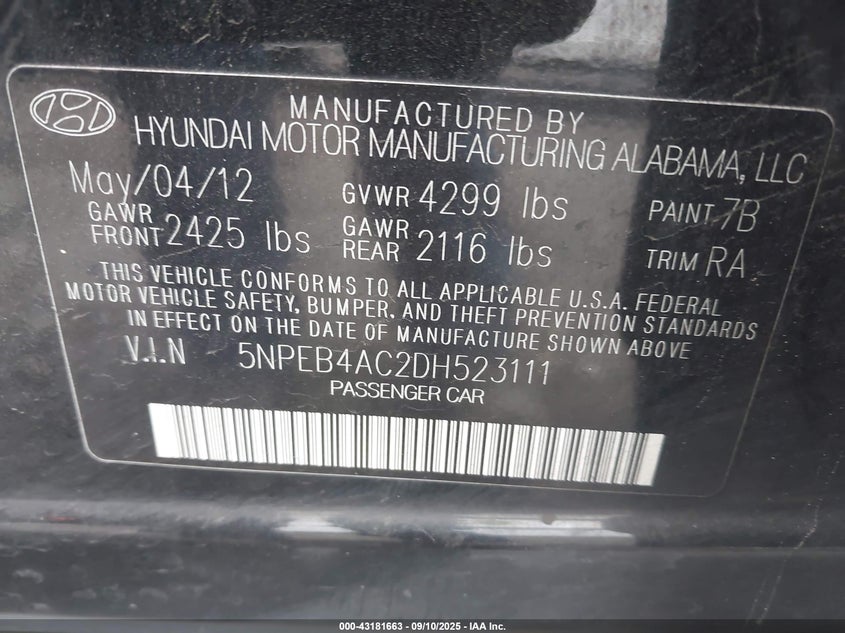 MANUFACTURED BY
HYUNDAI MOTOR MANUFACTURING ALABAMA, LLC
May/04/12 GVWR 4299 lbs PAINT 7B
GAWR FRONT 2425 lbs GAWR REAR 2116 lbs TRIM RA
THIS VEHICLE CONFORMS TO ALL APPLICABLE U.S.A. FEDERAL
MOTOR VEHICLE SAFETY, BUMPER, AND THEFT PREVENTION STANDARDS
IN EFFECT ON THE DATE OF MANUFACTURE SHOWN ABOVE
V.I.N 5NPEB4AC2DH523111
PASSENGER CAR
000-43181663 - 09/10/2025 - IAA Inc.